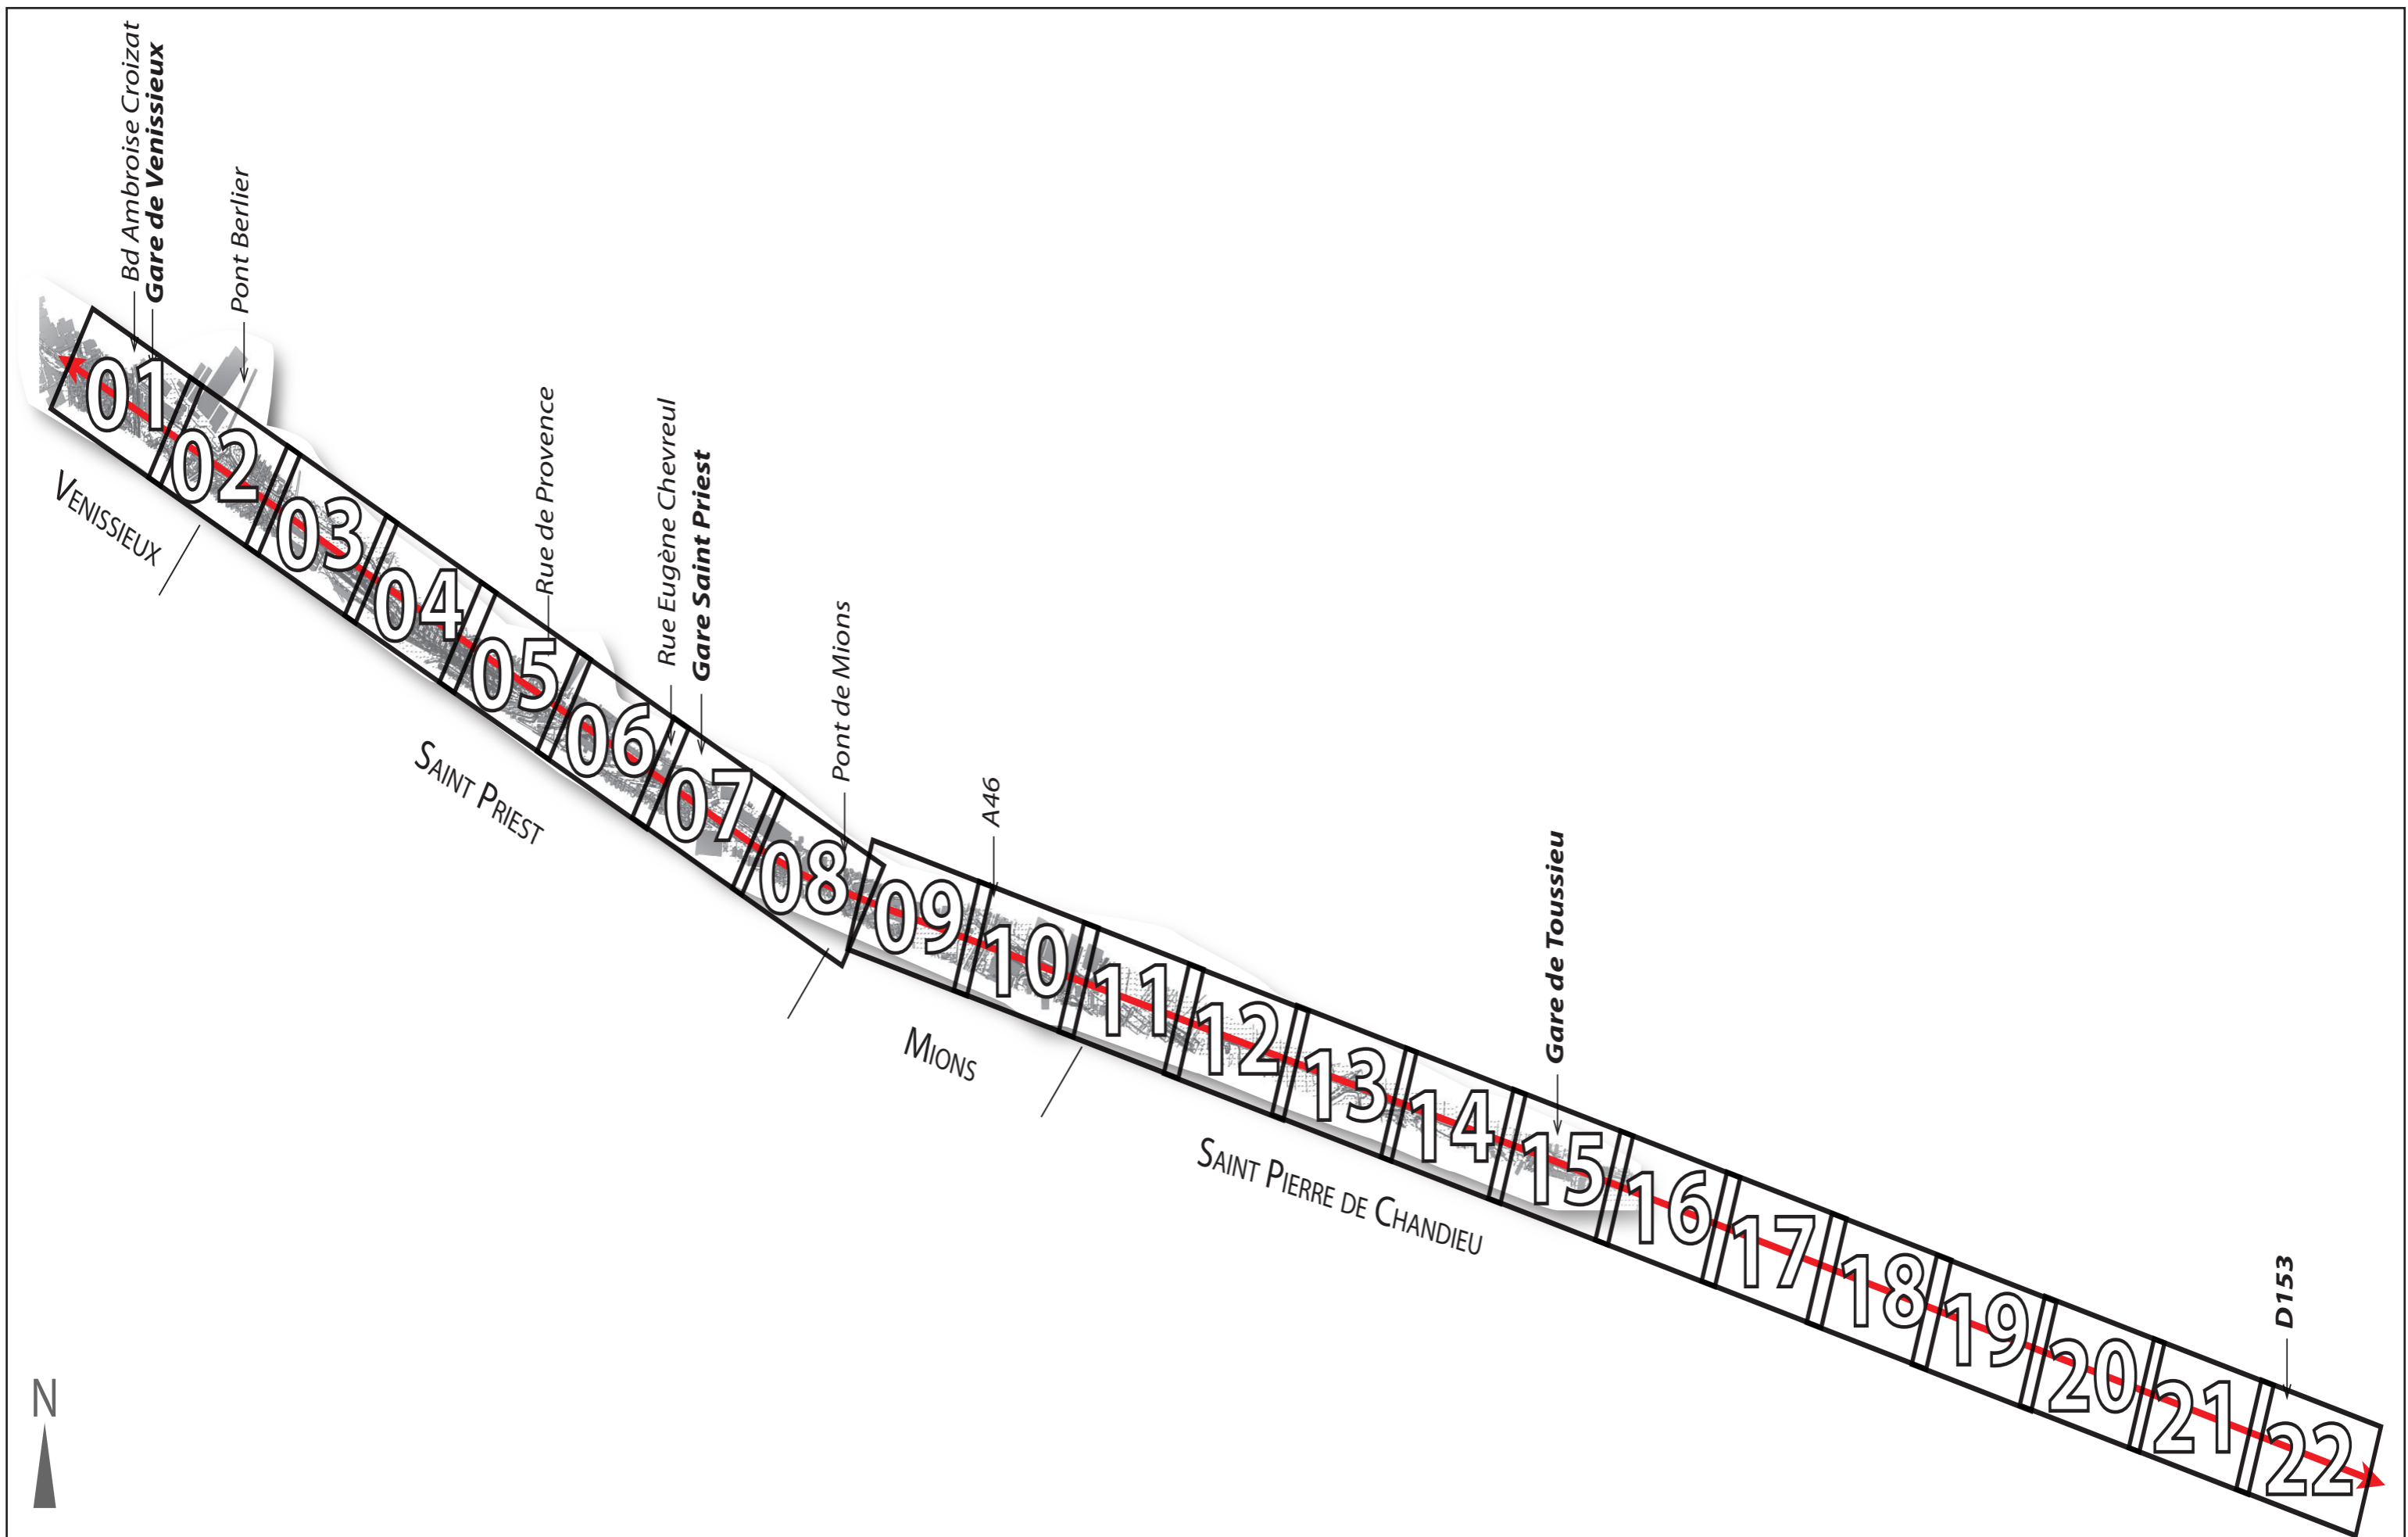 Bd Ambroise Croizat
Gare de Venissieux
Pont Berlier
Rue de Provence
Rue Eugène Chevreul
Gare Saint Priest
Pont de Mions
A46
Gare de Toussieu
D153
01
02
03
04
05
06
07
08
09
10
11
12
13
14
15
16
17
18
19
20
21
22
VENISSIEUX
SAINT PRIEST
MIONS
SAINT PIERRE DE CHANDIEU
N